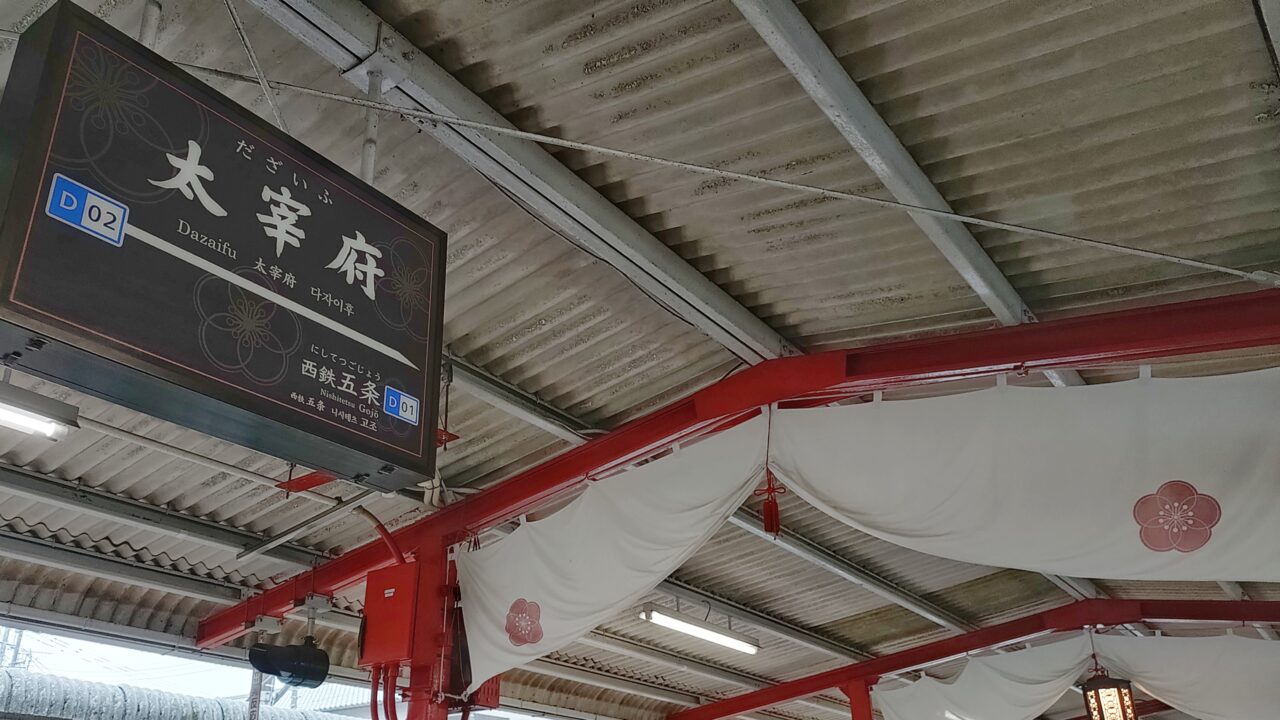 だざいふ
太宰府
D 02
Dazaifu
太宰府 다자이후
にしてつごじょう
西鉄五条
D 01
Nishitetsu Gojō
西铁 五条 니시테츠 고조